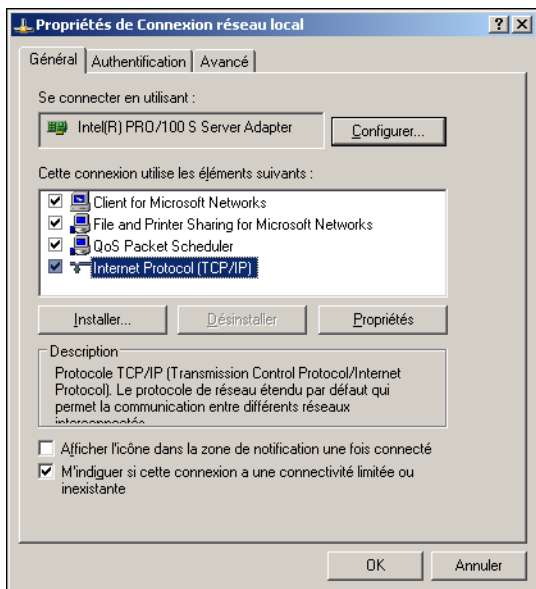 Propriétés de Connexion réseau local
Général Authentification Avancé
Se connecter en utilisant :
Intel(R) PRO/100 S Server Adapter Configurer...
Cette connexion utilise les éléments suivants :
Client for Microsoft Networks
File and Printer Sharing for Microsoft Networks
QoS Packet Scheduler
Internet Protocol (TCP/IP)
Installer... Désinstaller Propriétés
Description
Protocole TCP/IP (Transmission Control Protocol/Internet
Protocol). Le protocole de réseau étendu par défaut qui
permet la communication entre différents réseaux
interconnectés.
Afficher l'icône dans la zone de notification une fois connecté
M'indiquer si cette connexion a une connectivité limitée ou
inexistante
OK Annuler